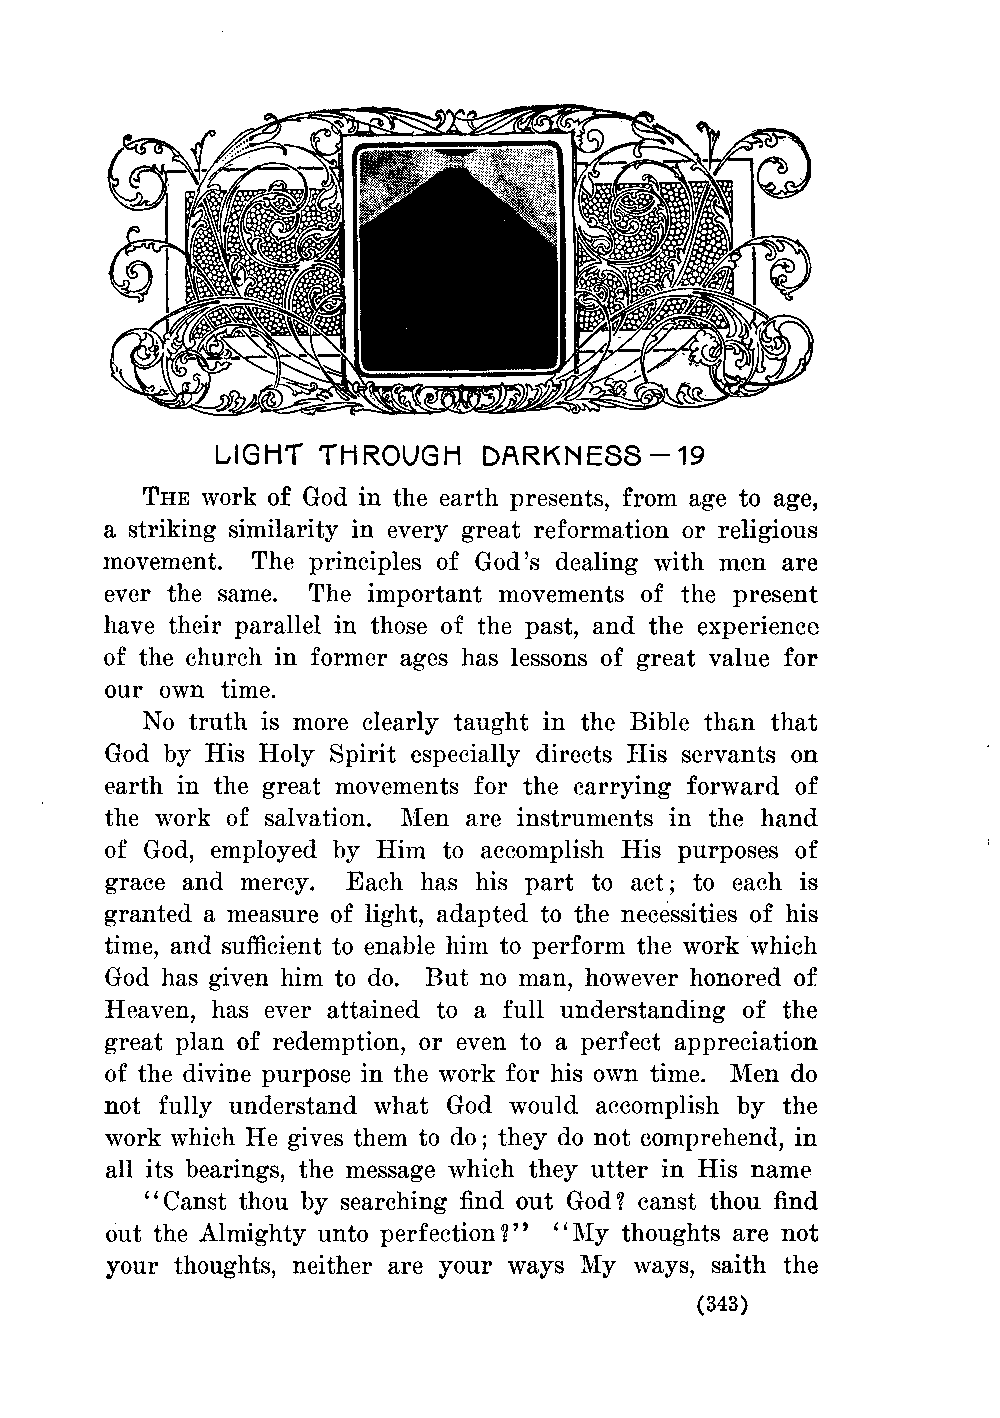 LIGHT THROUGH DARKNESS—19
THE work of God in the earth presents, from age to age,
a striking similarity in every great reformation or religious
movement. The principles of God's dealing with men are
ever the same. The important movements of the present
have their parallel in those of the past, and the experience
of the church in former ages has lessons of great value for
our own time.
No truth is more clearly taught in the Bible than that
God by His Holy Spirit especially directs His servants on
earth in the great movements for the carrying forward of
the work of salvation. Men are instruments in the hand
of God, employed by Him to accomplish His purposes of
grace and mercy. Each has his part to act; to each is
granted a measure of light, adapted to the necessities of his
time, and sufficient to enable him to perform the work which
God has given him to do. But no man, however honored of
Heaven, has ever attained to a full understanding of the
great plan of redemption, or even to a perfect appreciation
of the divine purpose in the work for his own time. Men do
not fully understand what God would accomplish by the
work which He gives them to do; they do not comprehend, in
all its bearings, the message which they utter in His name
"Canst thou by searching find out God? canst thou find
out the Almighty unto perfection?" "My thoughts are not
your thoughts, neither are your ways My ways, saith the
(343)